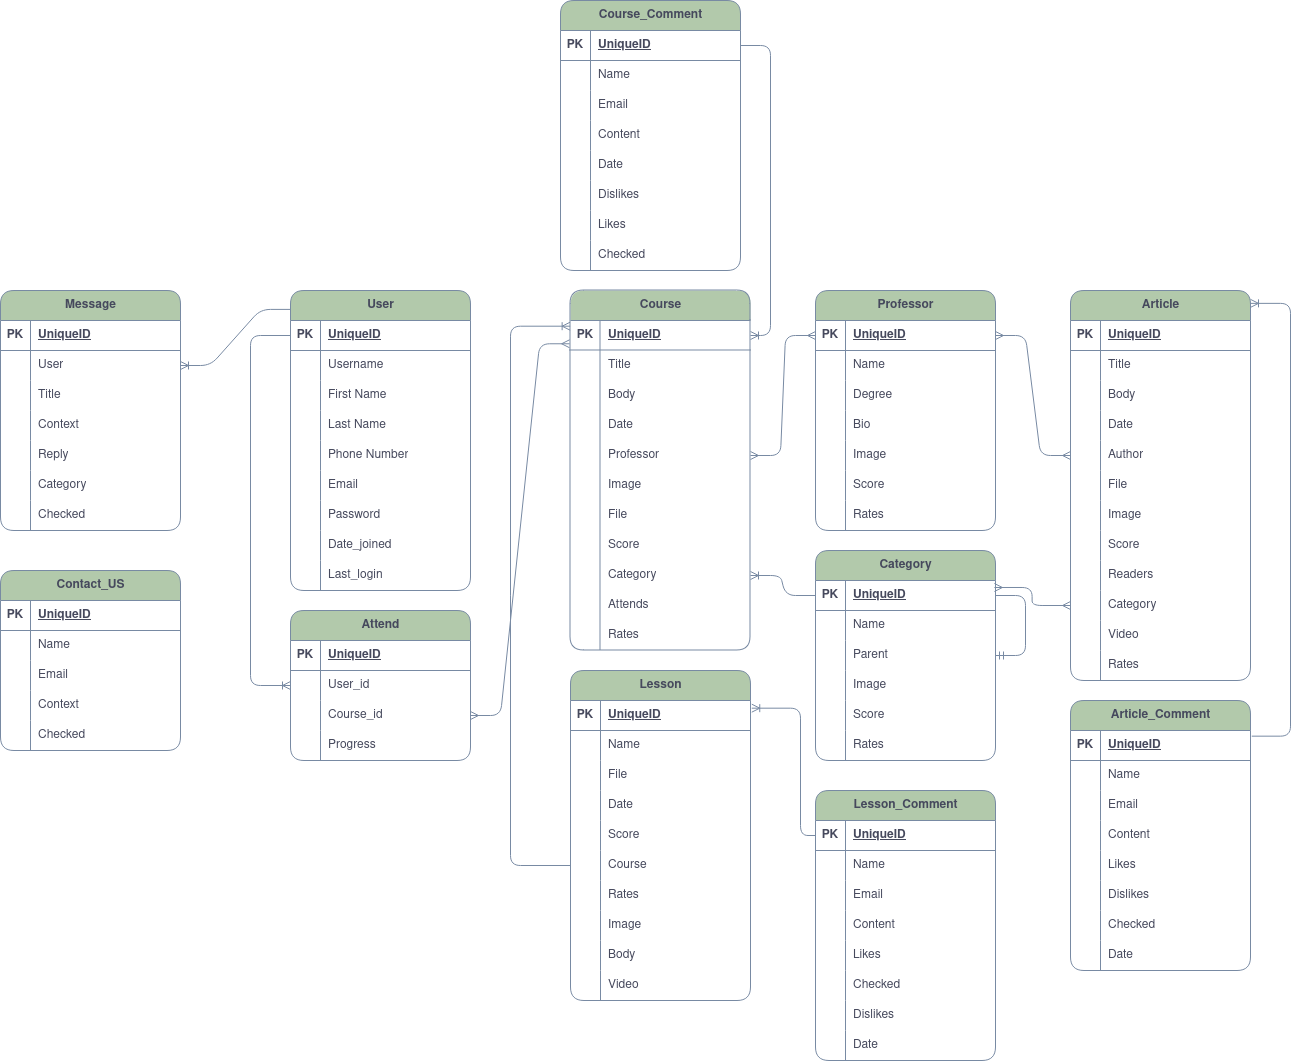 Course_Comment
PK UniqueID
Name
Email
Content
Date
Dislikes
Likes
Checked
Message
PK UniqueID
User
Title
Context
Reply
Category
Checked
User
PK UniqueID
Username
First Name
Last Name
Phone Number
Email
Password
Date_joined
Last_login
Course
PK UniqueID
Title
Body
Date
Professor
Image
File
Score
Category
Attends
Rates
Professor
PK UniqueID
Name
Degree
Bio
Image
Score
Rates
Article
PK UniqueID
Title
Body
Date
Author
File
Image
Score
Readers
Category
Video
Rates
Contact_US
PK UniqueID
Name
Email
Context
Checked
Attend
PK UniqueID
User_id
Course_id
Progress
Lesson
PK UniqueID
Name
File
Date
Score
Course
Rates
Image
Body
Video
Category
PK UniqueID
Name
Parent
Image
Score
Rates
Lesson_Comment
PK UniqueID
Name
Email
Content
Likes
Checked
Dislikes
Date
Article_Comment
PK UniqueID
Name
Email
Content
Likes
Dislikes
Checked
Date